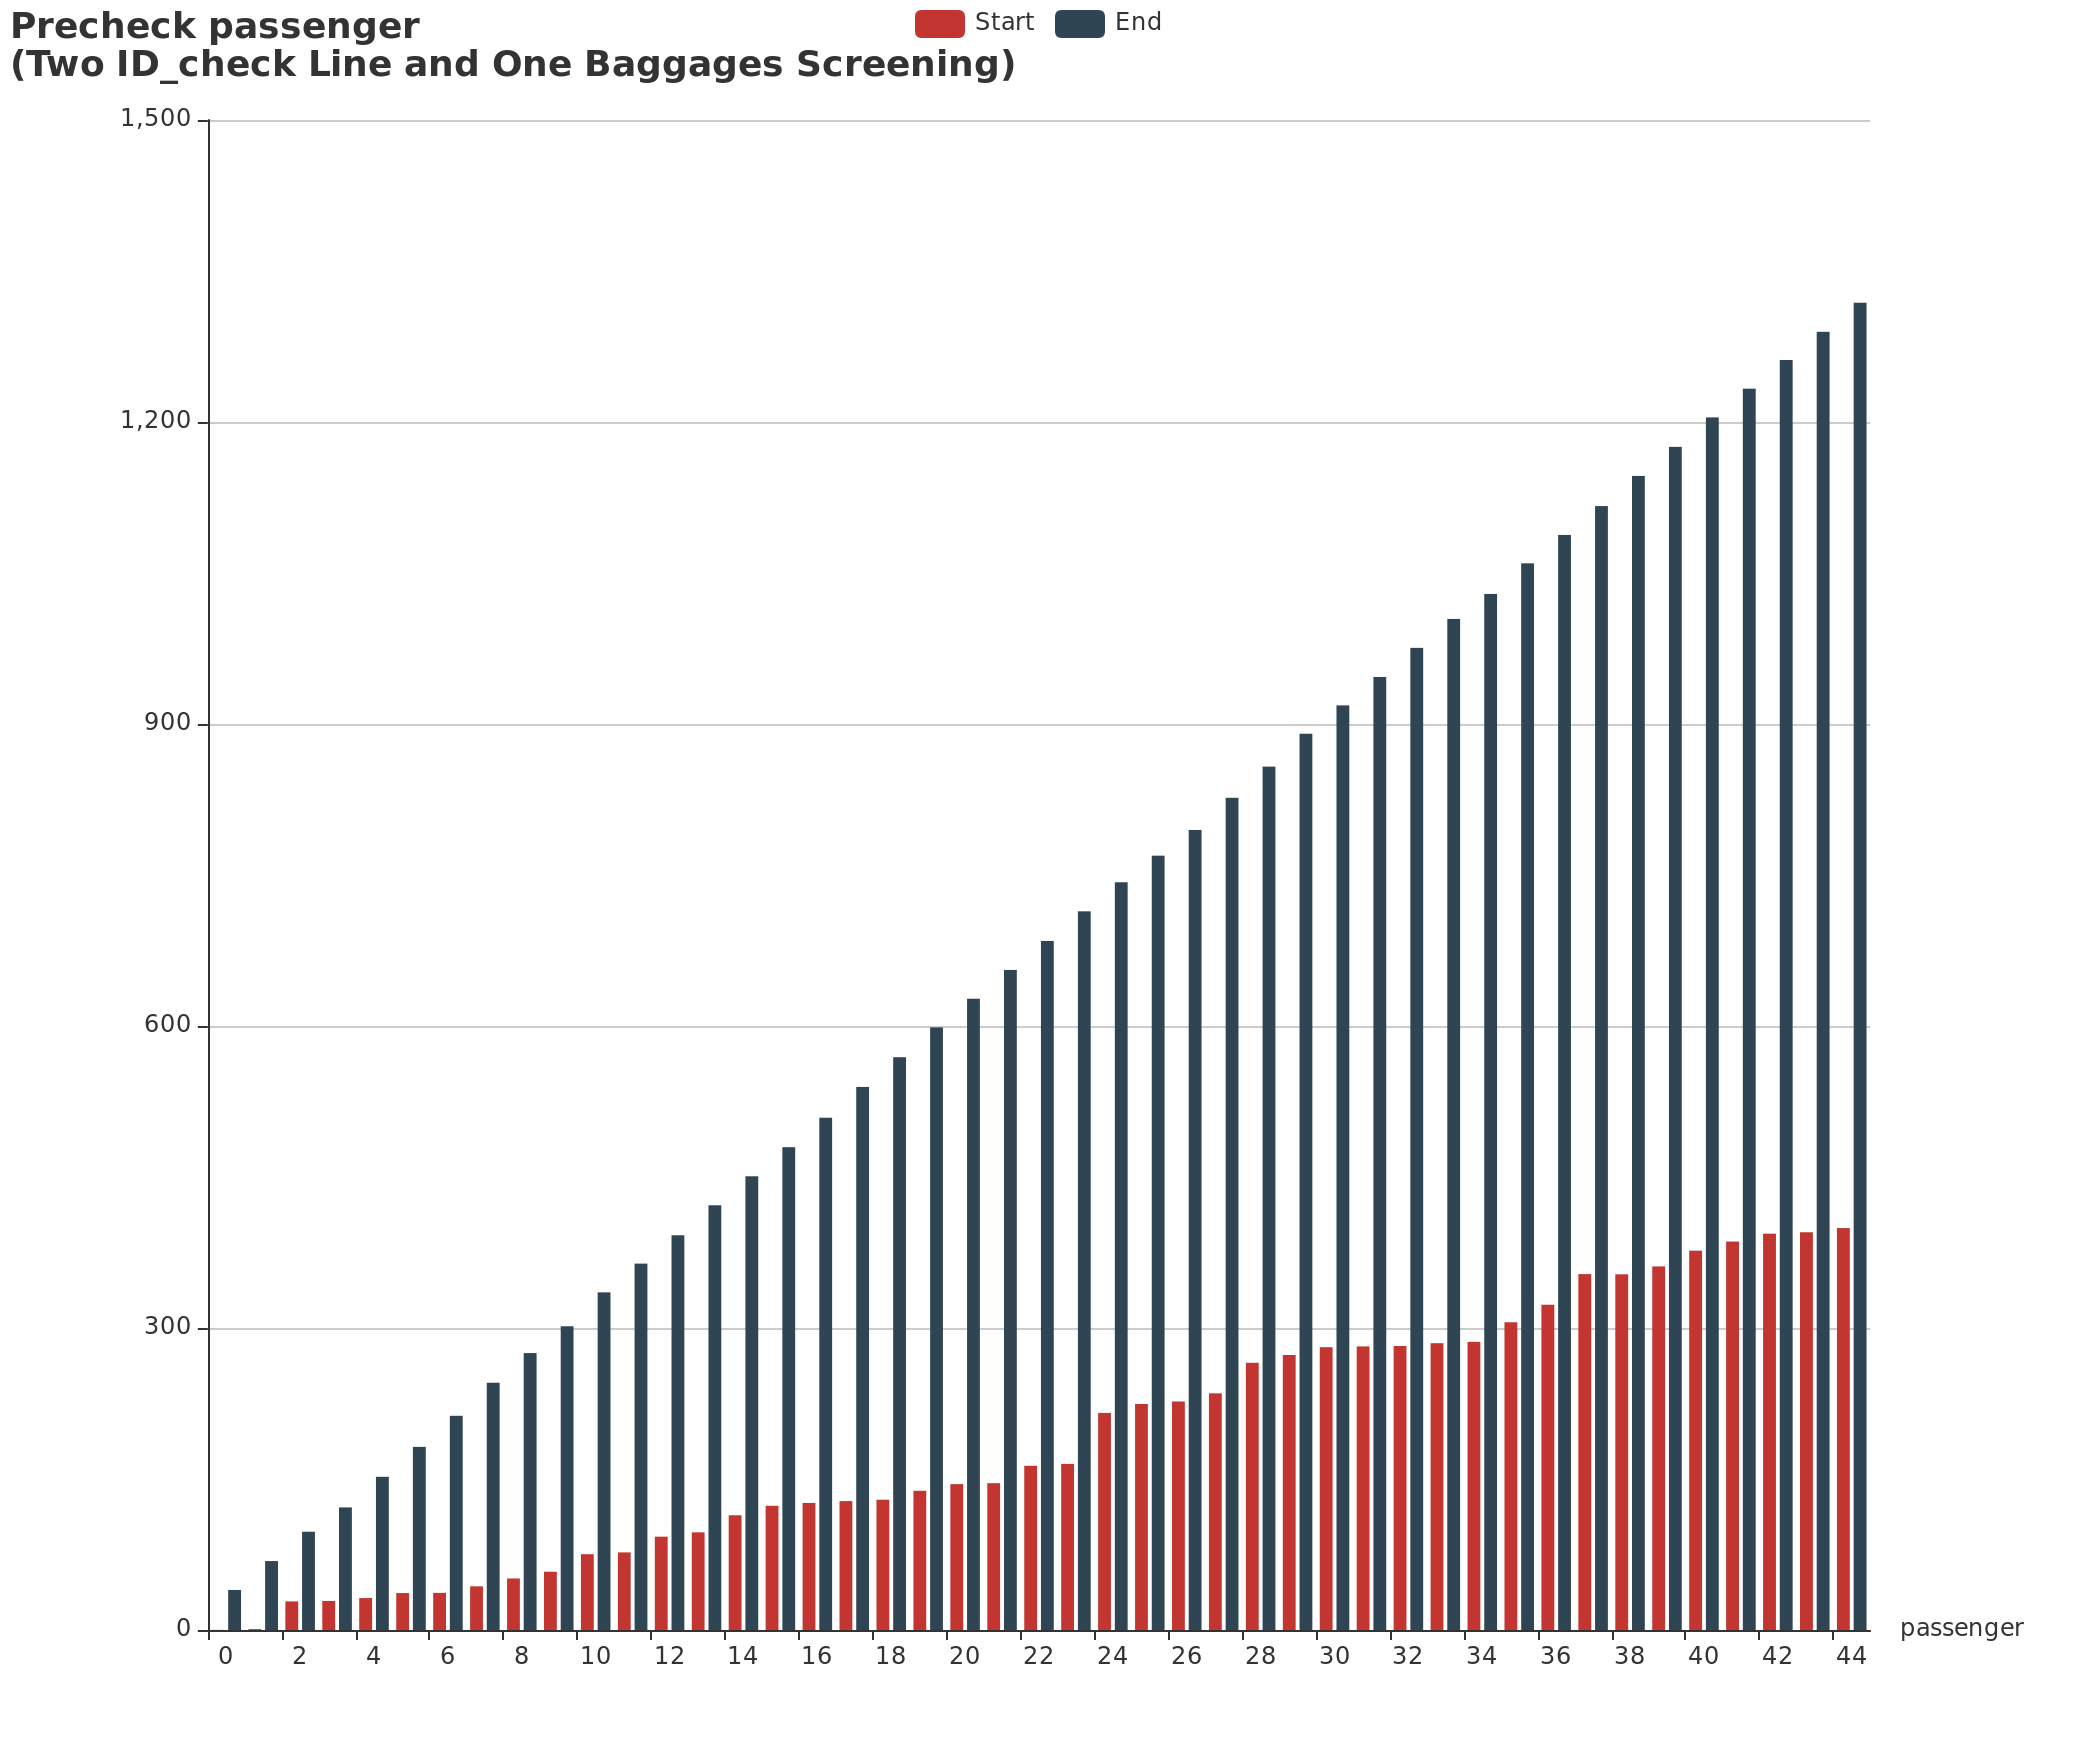 Precheck passenger
(Two ID_check Line and One Baggages Screening)
Start End
1,500
1,200
900
600
300
0
passenger
0 2 4 6 8 10 12 14 16 18 20 22 24 26 28 30 32 34 36 38 40 42 44